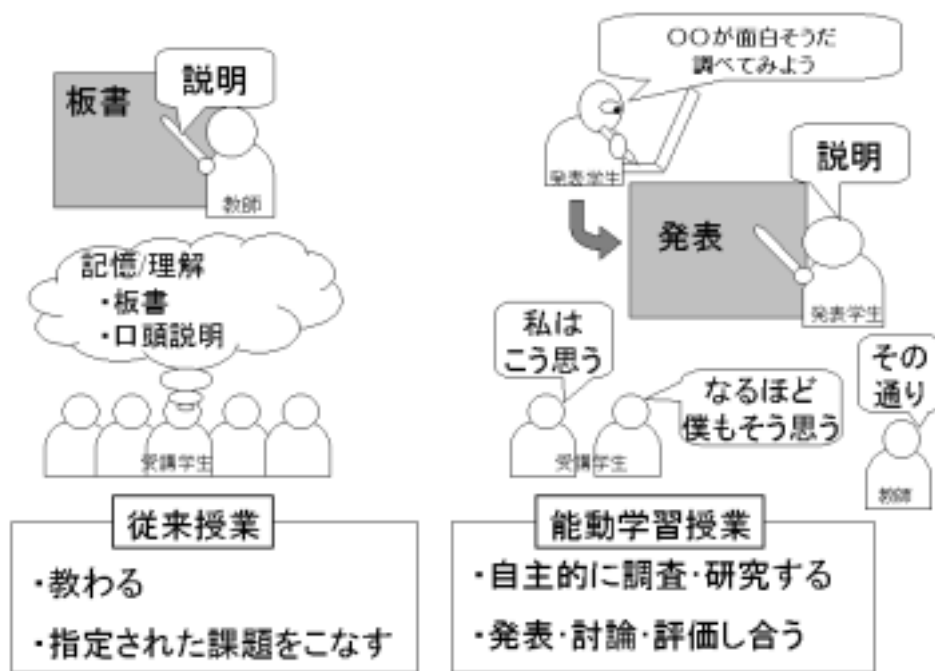 板書
説明
教師
記憶/理解
・板書
・口頭説明
受講学生
従来授業
・教わる
・指定された課題をこなす
〇〇が面白そうだ
調べてみよう
発表学生
説明
発表
発表学生
私は
こう思う
なるほど
僕もそう思う
その
通り
受講学生
教師
能動学習授業
・自主的に調査・研究する
・発表・討論・評価し合う